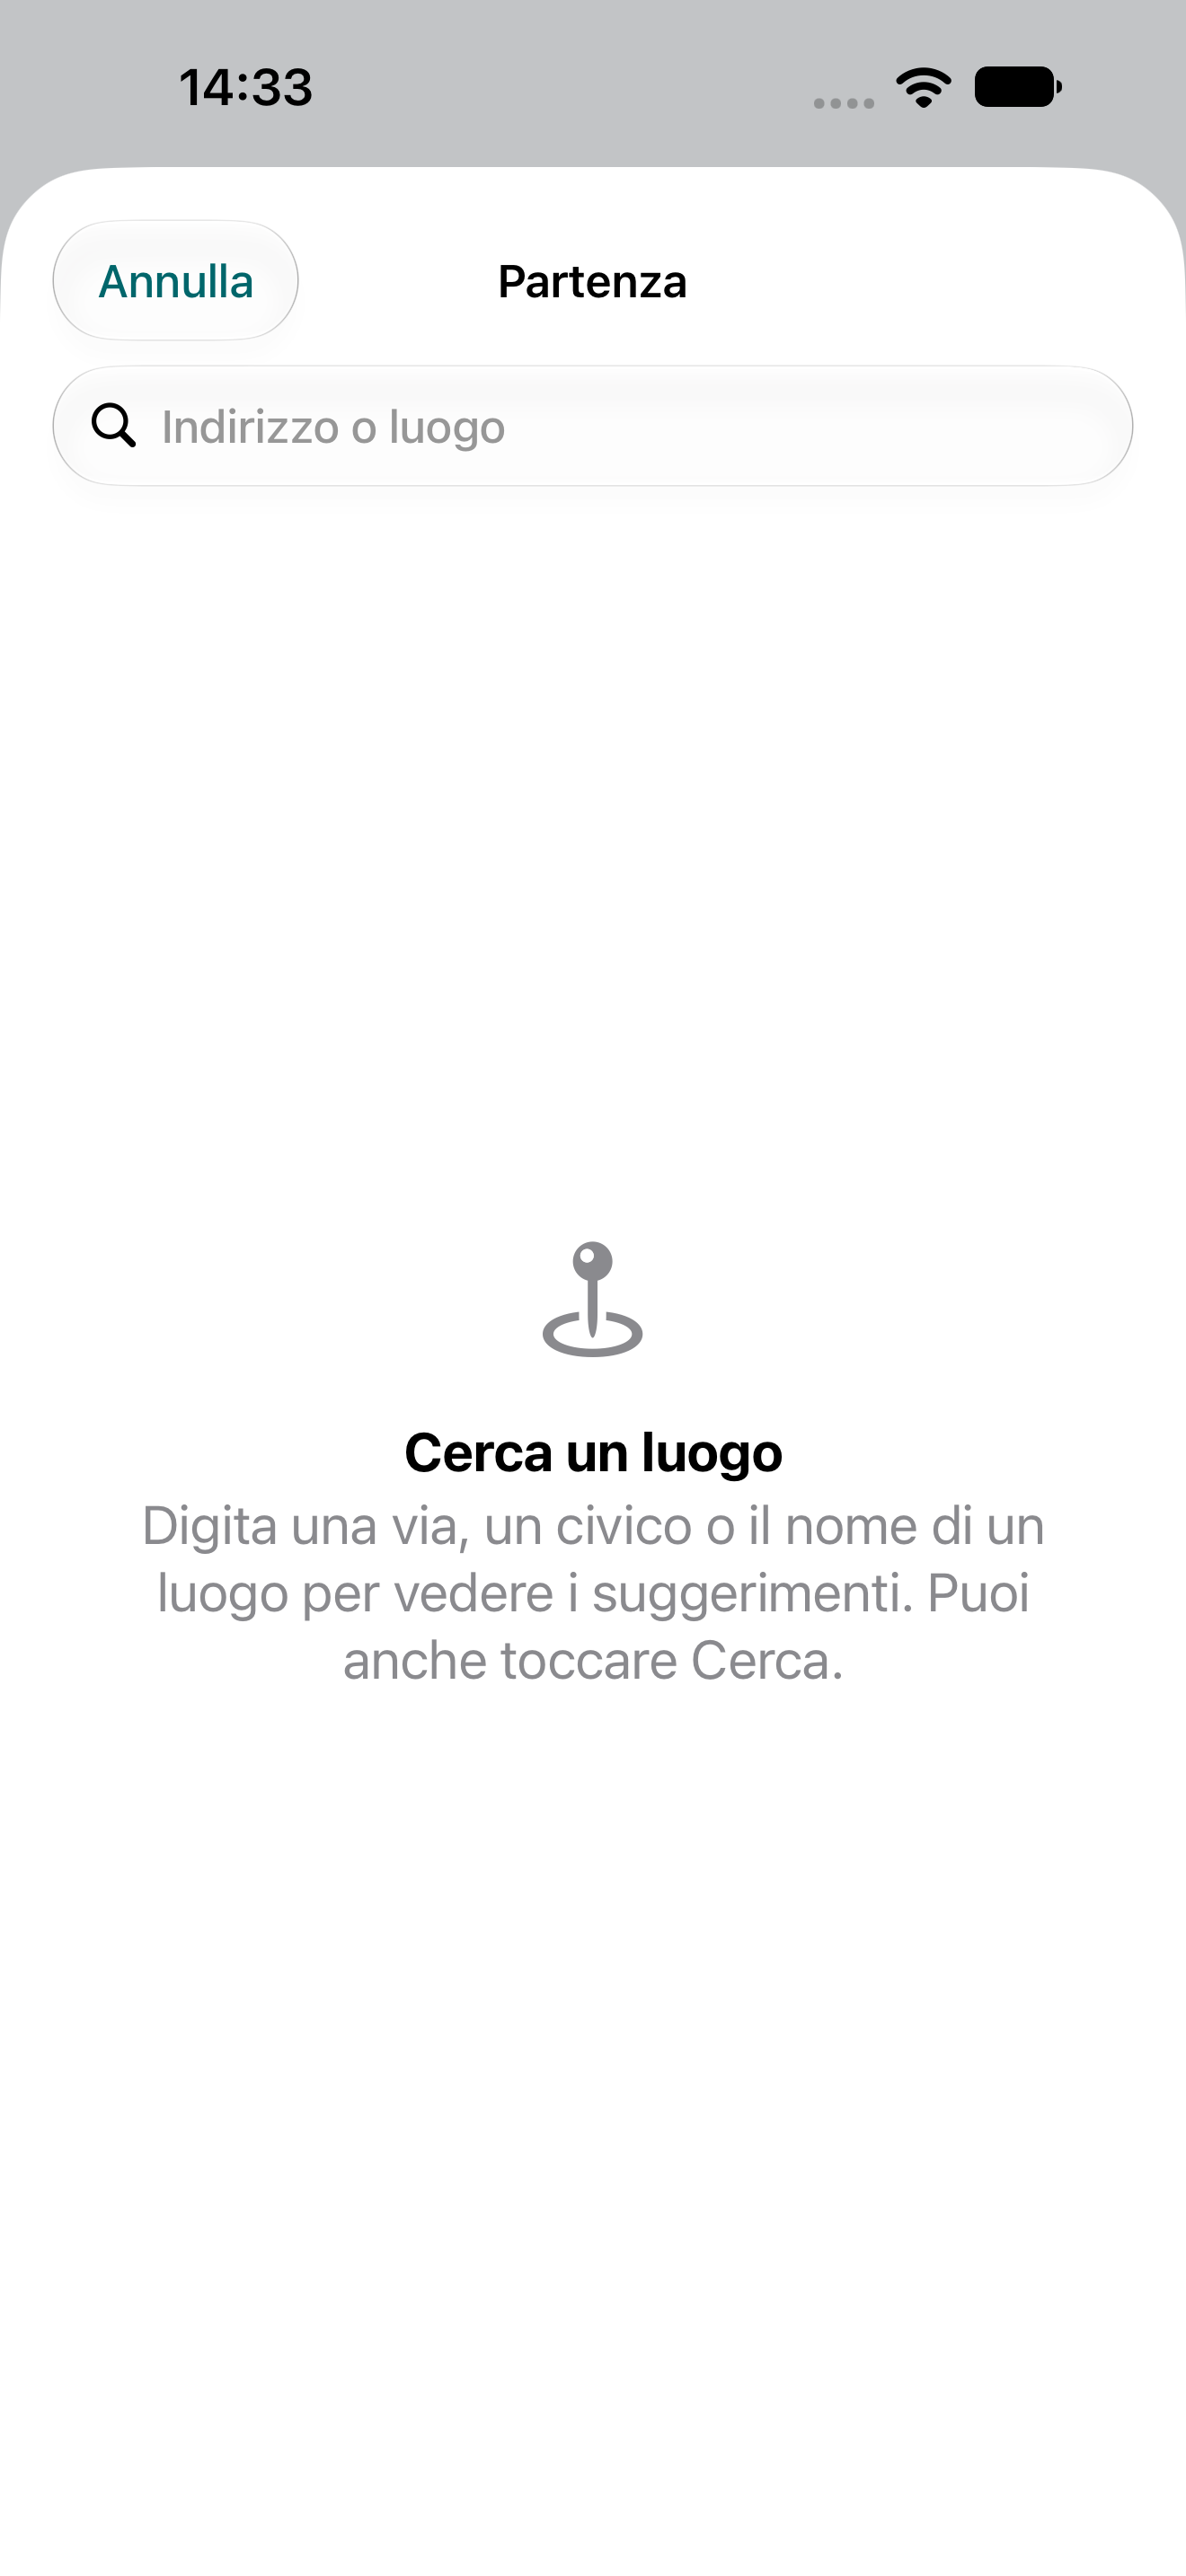 14:33
Annulla
Partenza
Indirizzo o luogo
Cerca un luogo
Digita una via, un civico o il nome di un
luogo per vedere i suggerimenti. Puoi
anche toccare Cerca.